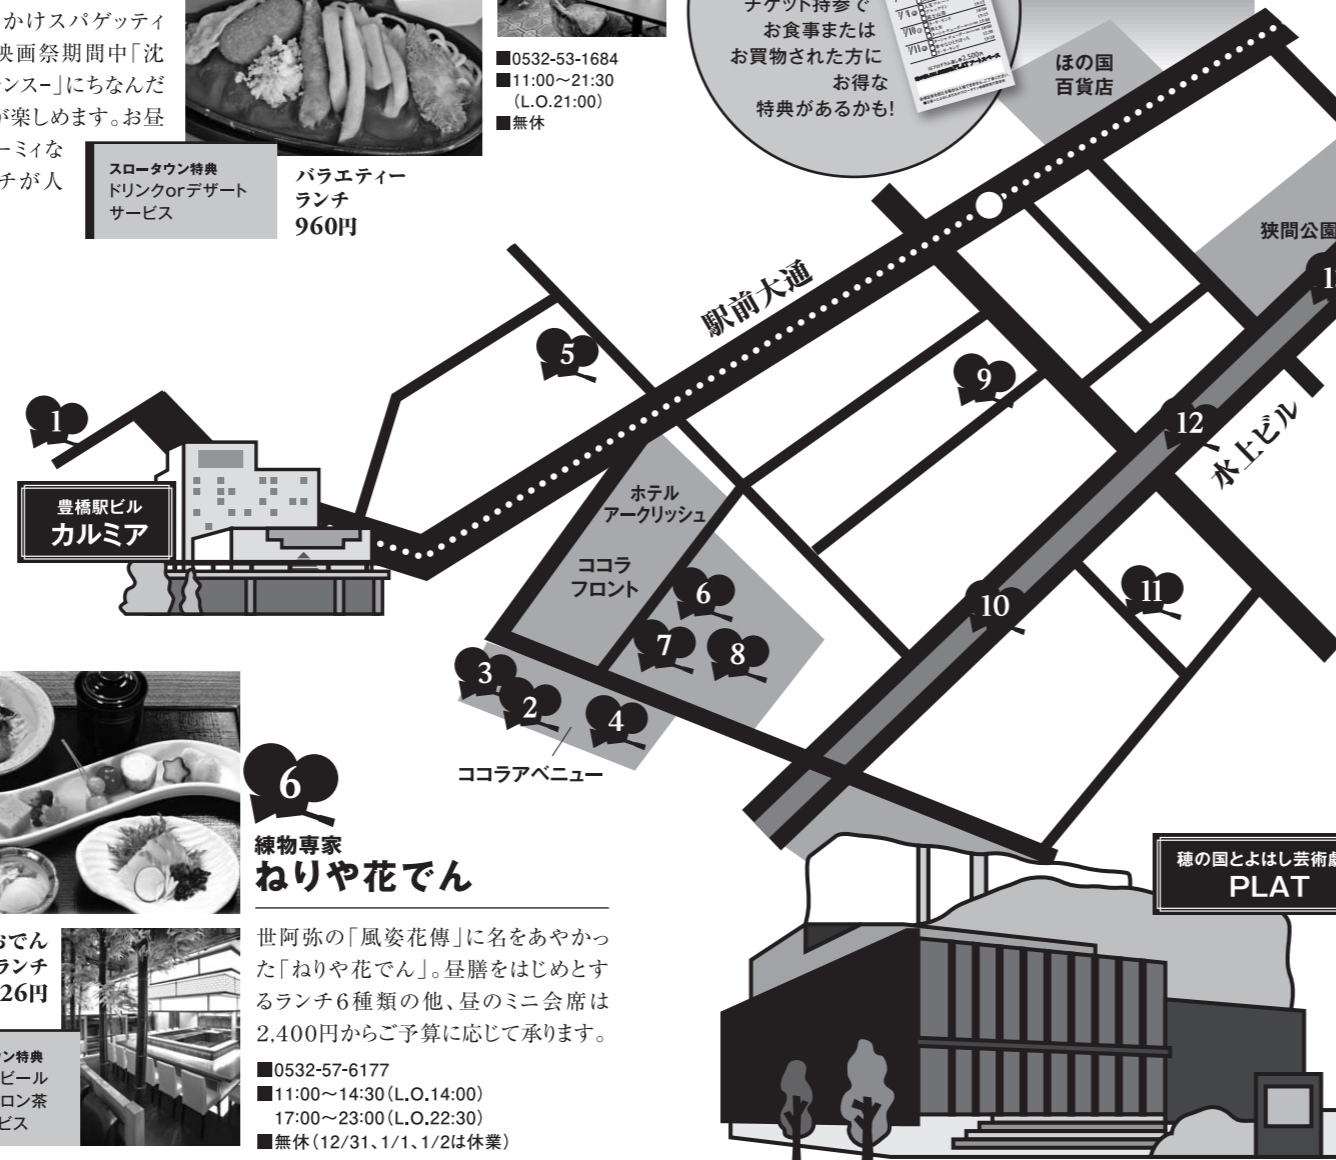 かけスパゲッティ
映画祭期間中「沈
ンス-」にちなんだ
が楽しめます。お昼
ーミィな
チが人
スロータウン特典
ドリンクorデザート
サービス
バラエティー
ランチ
960円
■0532-53-1684
■11:00〜21:30
(L.O.21:00)
■無休
チケット持参で
お食事または
お買物された方に
お得な
特典があるかも!
ほの国
百貨店
狭間公園
駅前大通
水上ビル
1
5
9
12
豊橋駅ビル
カルミア
ホテル
アークリッシュ
ココラ
フロント
6
7
8
10
11
3
2
4
ココラアベニュー
穂の国とよはし芸術
PLAT
おでん
ランチ
26円
ン特典
ビール
ロン茶
ビス
6
練物専家
ねりや花でん
世阿弥の「風姿花傳」に名をあやかっ
た「ねりや花でん」。昼膳をはじめとす
るランチ6種類の他、昼のミニ会席は
2,400円からご予算に応じて承ります。
■0532-57-6177
■11:00〜14:30(L.O.14:00)
17:00〜23:00(L.O.22:30)
■無休(12/31、1/1、1/2は休業)